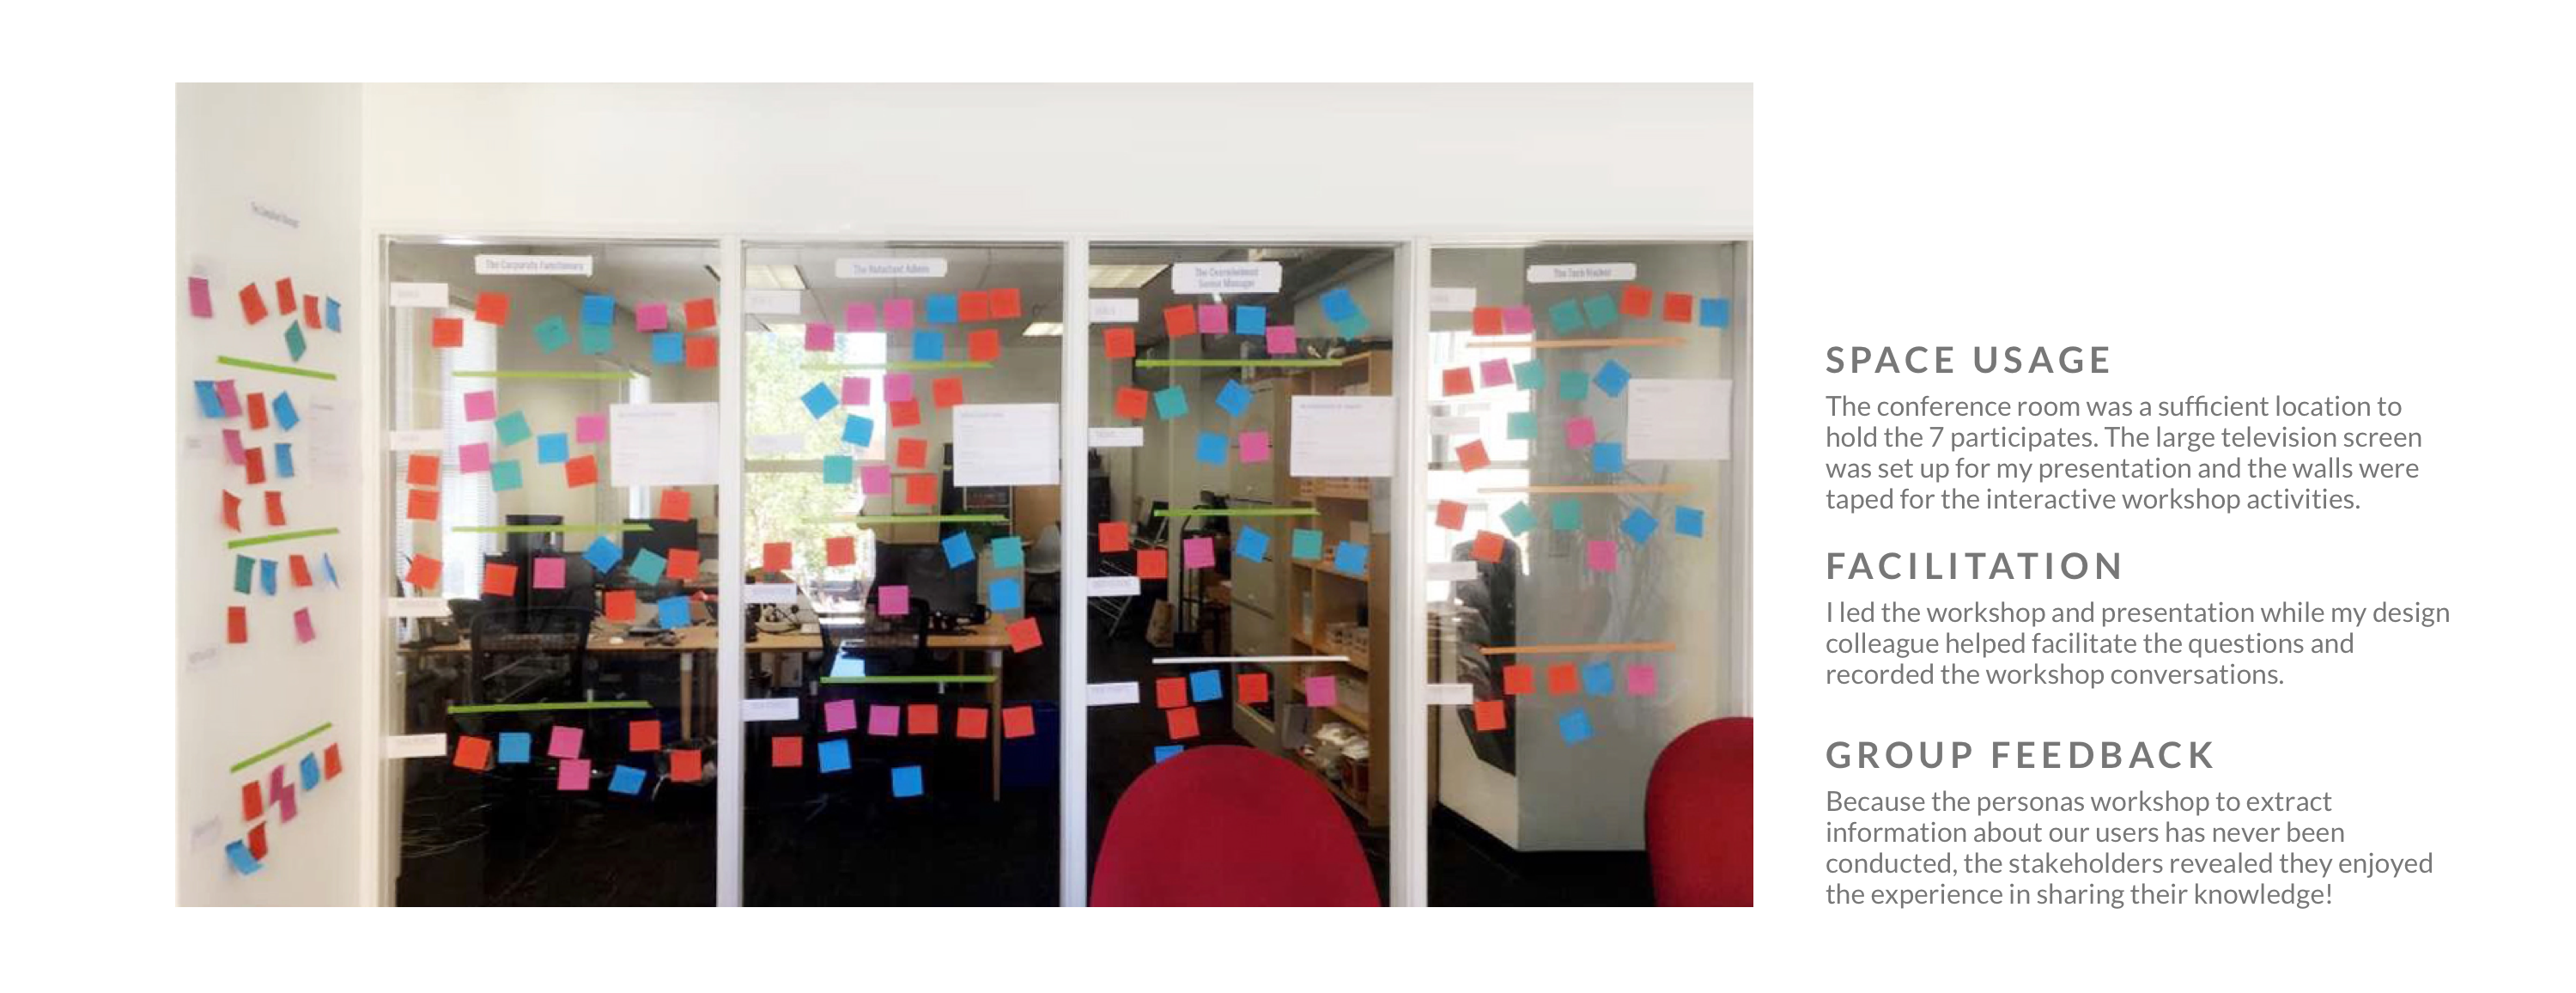 The Corporate Functionary
The Reluctant Admin
The Overwhelmed
Senior Manager
The Tech Rocket
SPACE USAGE
The conference room was a sufficient location to
hold the 7 participates. The large television screen
was set up for my presentation and the walls were
taped for the interactive workshop activities.
FACILITATION
I led the workshop and presentation while my design
colleague helped facilitate the questions and
recorded the workshop conversations.
GROUP FEEDBACK
Because the personas workshop to extract
information about our users has never been
conducted, the stakeholders revealed they enjoyed
the experience in sharing their knowledge!